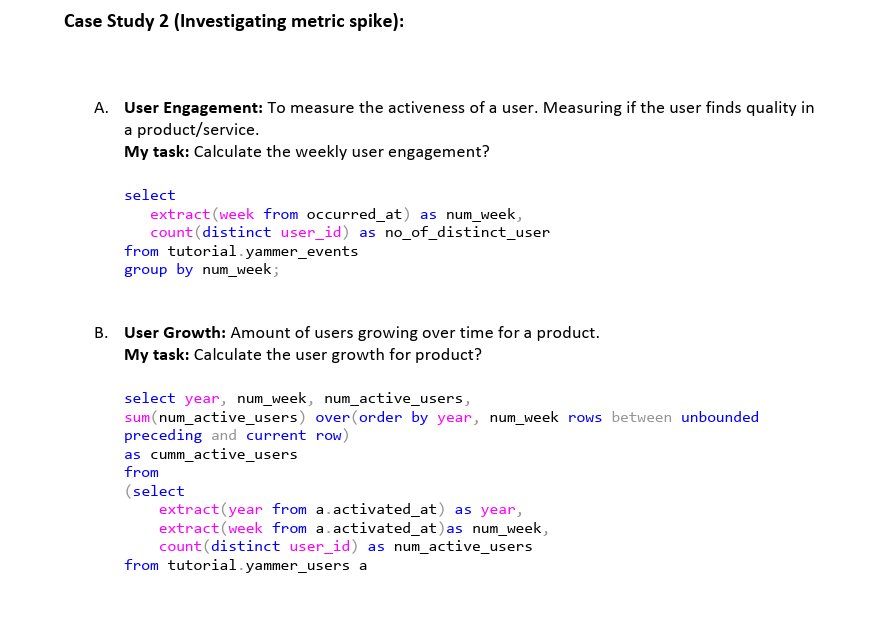 Case Study 2 (Investigating metric spike):
A. User Engagement: To measure the activeness of a user. Measuring if the user finds quality in
a product/service.
My task: Calculate the weekly user engagement?
select
extract(week from occurred_at) as num_week,
count(distinct user_id) as no_of_distinct_user
from tutorial.yammer_events
group by num_week;
B. User Growth: Amount of users growing over time for a product.
My task: Calculate the user growth for product?
select year, num_week, num_active_users,
sum(num_active_users) over(order by year, num_week rows between unbounded
preceding and current row)
as cumm_active_users
from
(select
extract(year from a.activated_at) as year,
extract(week from a.activated_at)as num_week,
count(distinct user_id) as num_active_users
from tutorial.yammer_users a